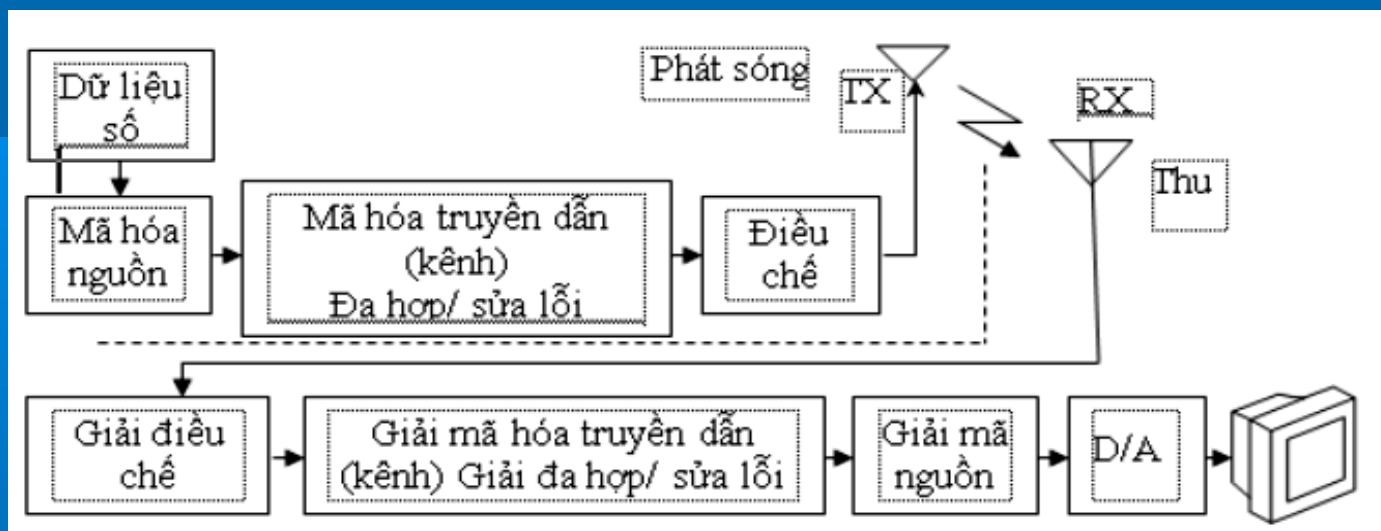 Dữ liệu
số
Phát sóng
TX
RX
Thu
Mã hóa
nguồn
Mã hóa truyền dẫn
(kênh)
Đa hợp/ sửa lỗi
Điều
chế
Giải điều
chế
Giải mã hóa truyền dẫn
(kênh) Giải đa hợp/ sửa lỗi
Giải mã
nguồn
D/A